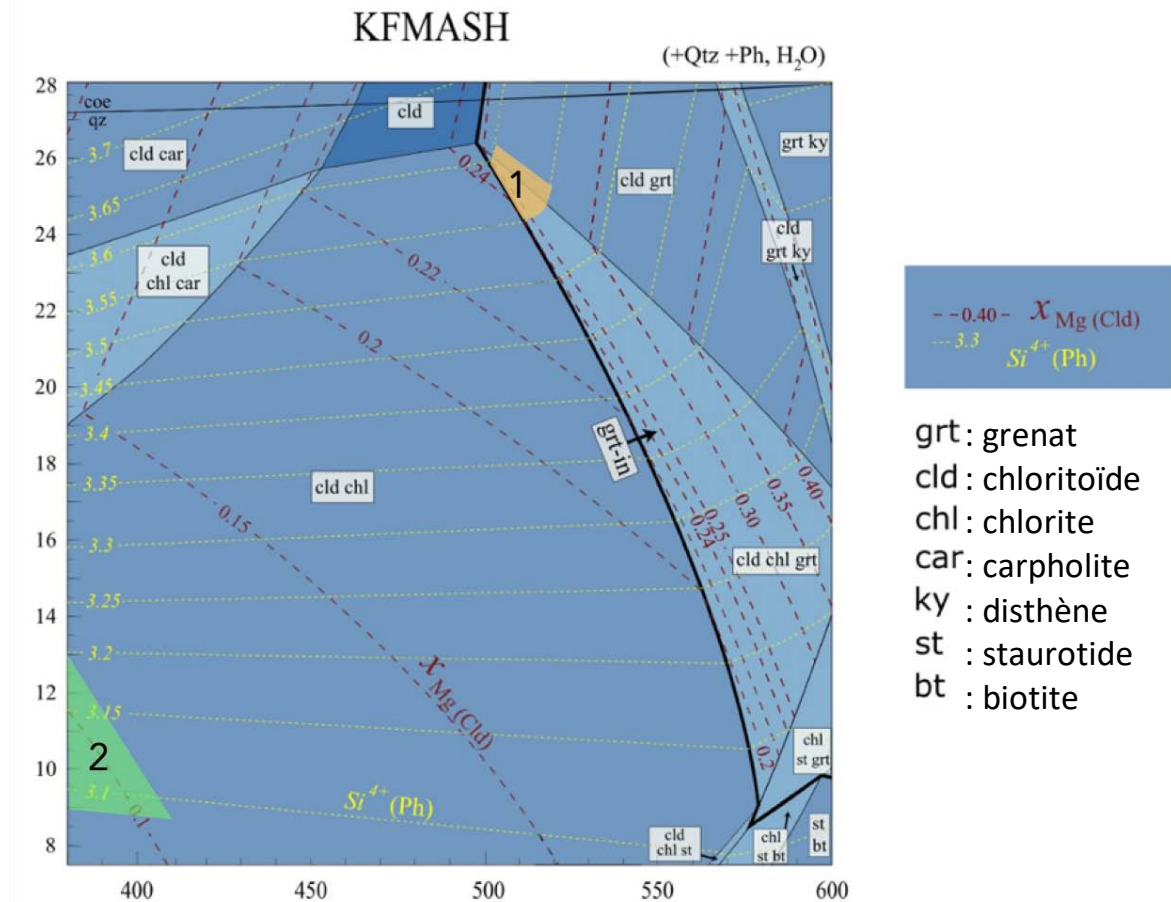 KFMASH
(+Qtz +Ph, H₂O)
28
26
24
22
20
18
16
14
12
10
8
400
450
500
550
600
coe
qz
cld car
cld
cld grt
grt ky
cld
grt ky
cld
chl car
cld chl
grt-in
cld chl grt
chl
st grt
cld
chl st
chl
st bt
st
bt
1
2
3.7
3.65
3.6
3.55
3.5
3.45
3.4
3.35
3.3
3.25
3.2
3.15
3.1
0.24
0.22
0.2
0.15
0.1
0.24
0.25
0.30
0.35
0.40
0.2
x Mg (Cld)
Si⁴⁺ (Ph)
- -0.40 - x Mg (Cld)
---- 3.3
Si⁴⁺ (Ph)
grt : grenat
cld : chloritoïde
chl : chlorite
car : carpholite
ky : disthène
st : staurotide
bt : biotite